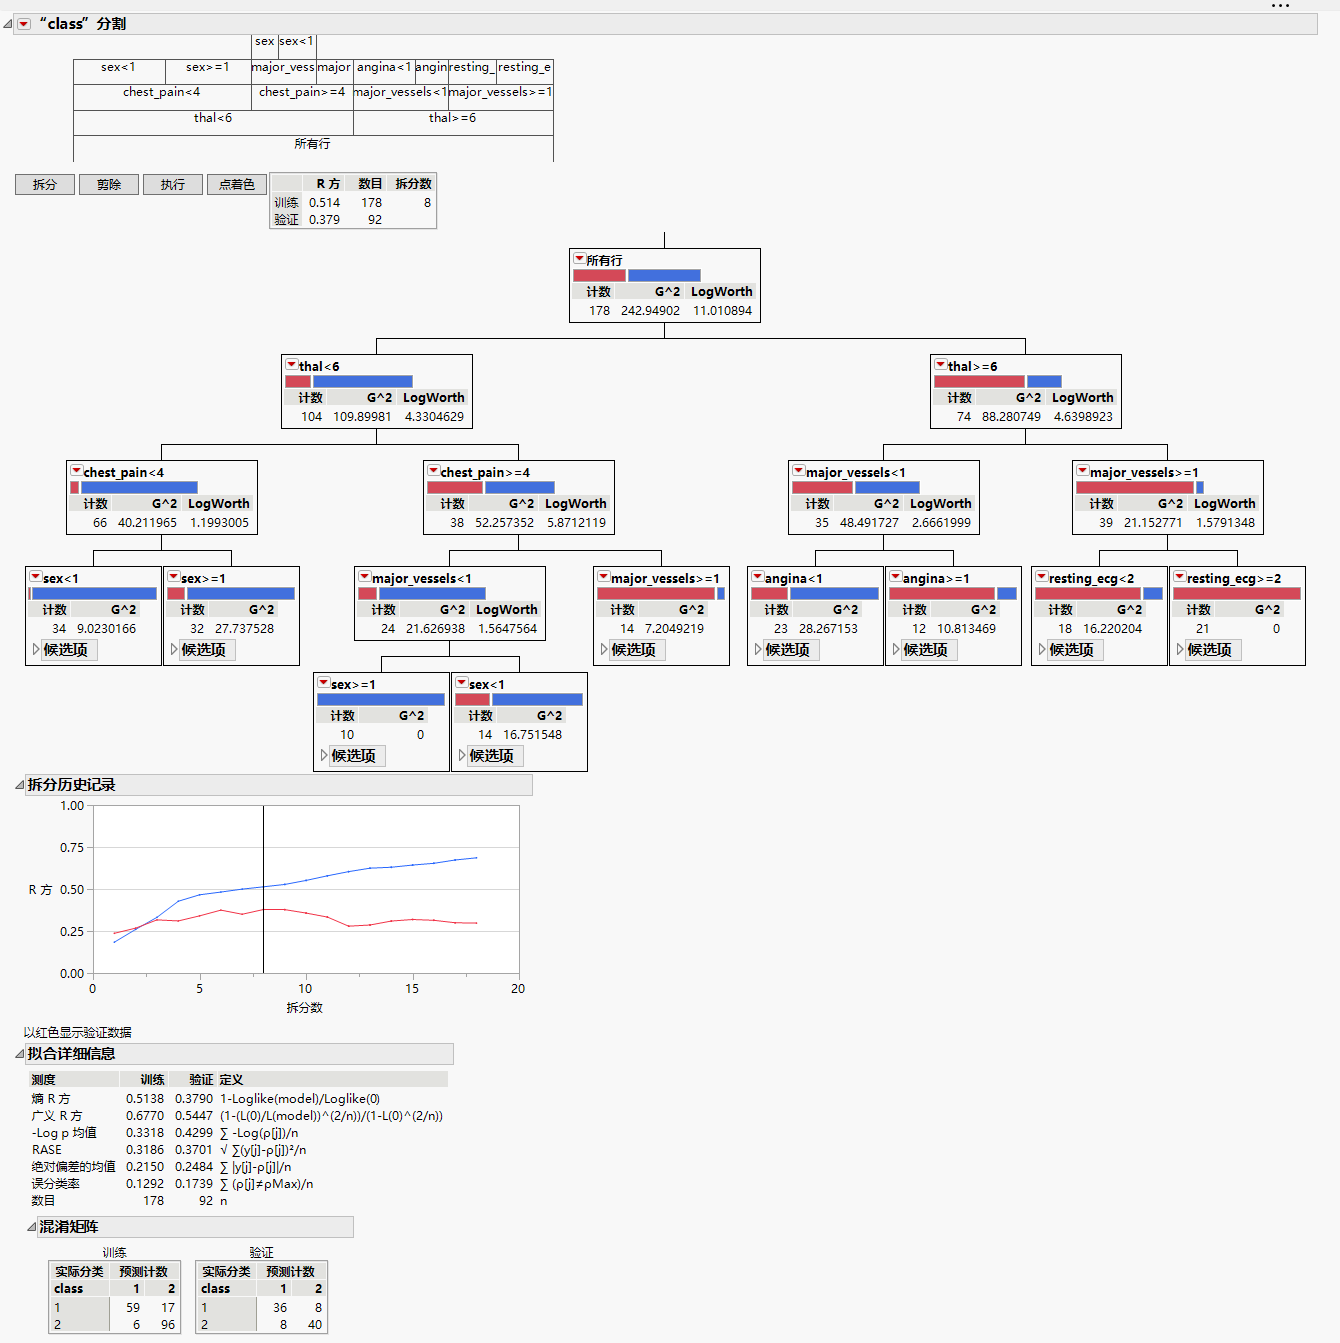 “class” 分割
sex sex<1
sex<1 sex>=1 major_vess major angina<1 angin resting_ resting_e
chest_pain<4 chest_pain>=4 major_vessels<1 major_vessels>=1
thal<6 thal>=6
所有行
拆分 剪除 执行 点着色
R 方 数目 拆分数
训练 0.514 178 8
验证 0.379 92
所有行
计数 G^2 LogWorth
178 242.94902 11.010894
thal<6 thal>=6
计数 G^2 LogWorth 计数 G^2 LogWorth
104 109.89981 4.3304629 74 88.280749 4.6398923
chest_pain<4 chest_pain>=4 major_vessels<1 major_vessels>=1
计数 G^2 LogWorth 计数 G^2 LogWorth 计数 G^2 LogWorth 计数 G^2 LogWorth
66 40.211965 1.1993005 38 52.257352 5.8712119 35 48.491727 2.6661999 39 21.152771 1.5791348
sex<1 sex>=1 major_vessels<1 major_vessels>=1 angina<1 angina>=1 resting_ecg<2 resting_ecg>=2
计数 G^2 计数 G^2 计数 G^2 LogWorth 计数 G^2 计数 G^2 计数 G^2 计数 G^2 计数 G^2
34 9.0230166 32 27.737528 24 21.626938 1.5647564 14 7.2049219 23 28.267153 12 10.813469 18 16.220204 21 0
候选项 候选项 候选项 候选项 候选项 候选项 候选项
sex>=1 sex<1
计数 G^2 计数 G^2
10 0 14 16.751548
候选项 候选项
拆分历史记录
1.00
0.75
R 方 0.50
0.25
0.00
0 5 10 15 20
拆分数
以红色显示验证数据
拟合详细信息
测度 训练 验证 定义
熵 R 方 0.5138 0.3790 1-Loglike(model)/Loglike(0)
广义 R 方 0.6770 0.5447 (1-(L(0)/L(model))^(2/n))/(1-L(0)^(2/n))
-Log p 均值 0.3318 0.4299 ∑ -Log(ρ[j])/n
RASE 0.3186 0.3701 √ ∑(y[j]-ρ[j])²/n
绝对偏差的均值 0.2150 0.2484 ∑ |y[j]-ρ[j]|/n
误分类率 0.1292 0.1739 ∑ (ρ[j]≠ρMax)/n
数目 178 92 n
混淆矩阵
训练 验证
实际分类 预测计数 实际分类 预测计数
class 1 2 class 1 2
1 59 17 1 36 8
2 6 96 2 8 40